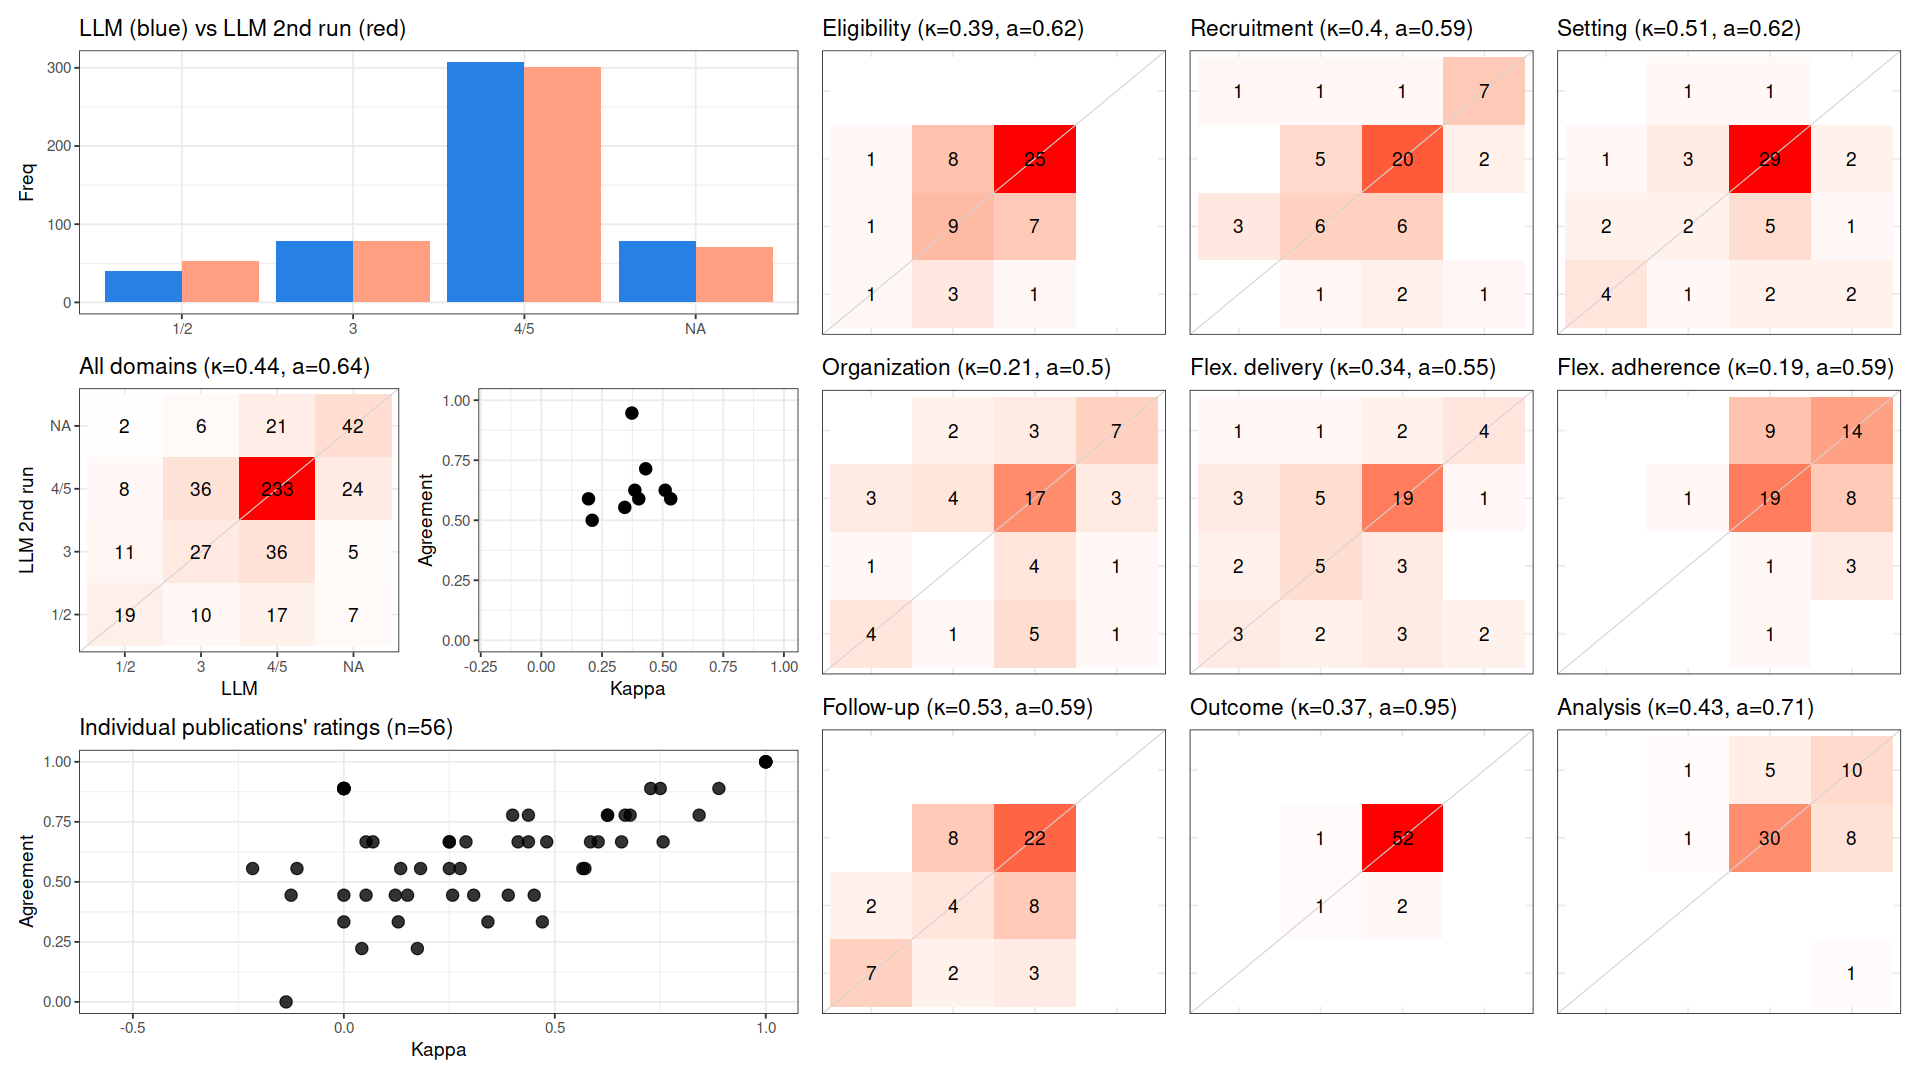 LLM (blue) vs LLM 2nd run (red)
Freq
300
200
100
0
1/2 3 4/5 NA
All domains (κ=0.44, a=0.64)
LLM 2nd run
NA 2 6 21 42
4/5 8 36 233 24
3 11 27 36 5
1/2 19 10 17 7
1/2 3 4/5 NA
LLM
Agreement
1.00
0.75
0.50
0.25
0.00
-0.25 0.00 0.25 0.50 0.75 1.00
Kappa
Individual publications' ratings (n=56)
Agreement
1.00
0.75
0.50
0.25
0.00
-0.5 0.0 0.5 1.0
Kappa
Eligibility (κ=0.39, a=0.62)
1 8 25
1 9 7
1 3 1
Recruitment (κ=0.4, a=0.59)
1 1 1 7
5 20 2
3 6 6
1 2 1
Setting (κ=0.51, a=0.62)
1 1
1 3 29 2
2 2 5 1
4 1 2 2
Organization (κ=0.21, a=0.5)
2 3 7
3 4 17 3
1 4 1
4 1 5 1
Flex. delivery (κ=0.34, a=0.55)
1 1 2 4
3 5 19 1
2 5 3
3 2 3 2
Flex. adherence (κ=0.19, a=0.59)
9 14
1 19 8
1 3
1
Follow-up (κ=0.53, a=0.59)
8 22
2 4 8
7 2 3
Outcome (κ=0.37, a=0.95)
1 52
1 2
Analysis (κ=0.43, a=0.71)
1 5 10
1 30 8
1